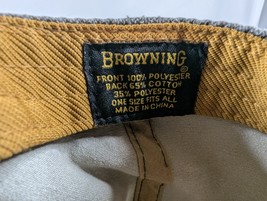 BROWNING
®
FRONT 100% POLYESTER
BACK 65% COTTON
35% POLYESTER
ONE SIZE FITS ALL
MADE IN CHINA